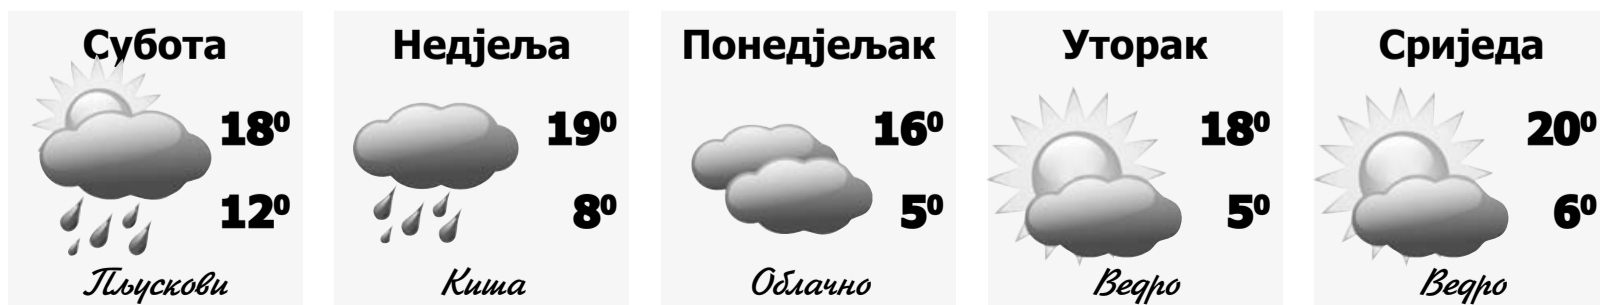 Субота
18⁰
12⁰
Пљускови
Недјеља
19⁰
8⁰
Киша
Понедјељак
16⁰
5⁰
Облачно
Уторак
18⁰
5⁰
Ведро
Сриједа
20⁰
6⁰
Ведро